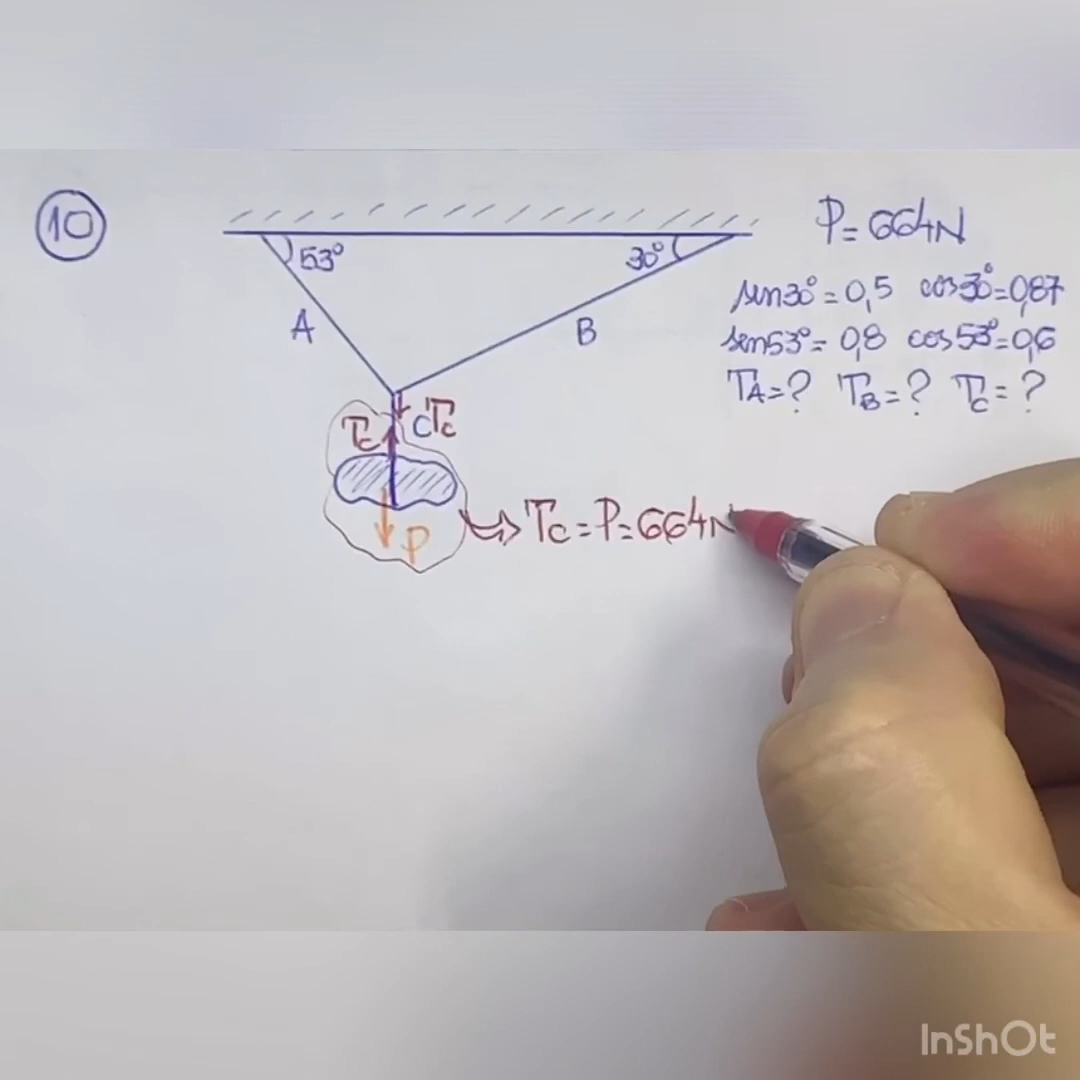 10
P=664N
53° 30°
sen30°=0,5 cos30°=0,87
A B
sen53°=0,8 cos53°=0,6
TA=? TB=? TC=?
TC C TC
TC=P=664N
P
InShOt